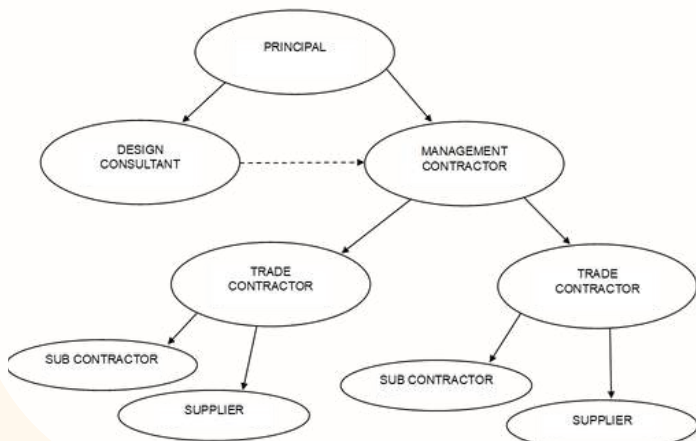 PRINCIPAL
DESIGN
CONSULTANT
MANAGEMENT
CONTRACTOR
TRADE
CONTRACTOR
TRADE
CONTRACTOR
SUB CONTRACTOR
SUPPLIER
SUB CONTRACTOR
SUPPLIER